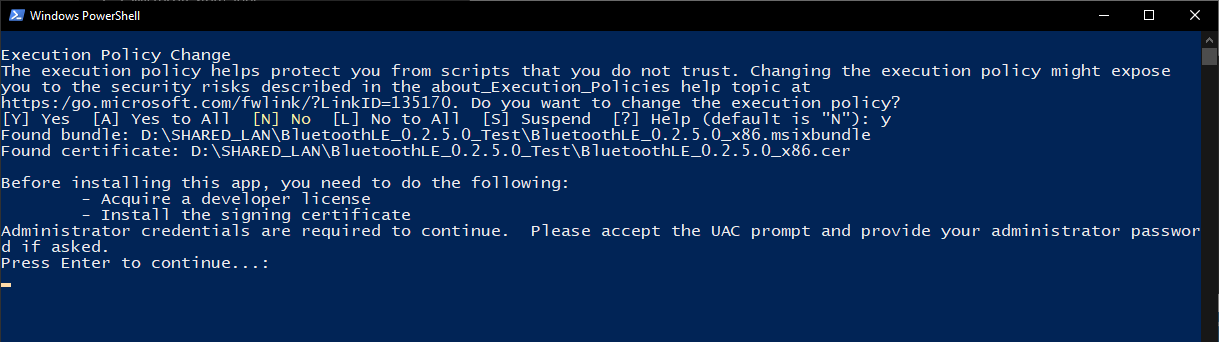 Windows PowerShell
Execution Policy Change
The execution policy helps protect you from scripts that you do not trust. Changing the execution policy might expose
you to the security risks described in the about_Execution_Policies help topic at
https:/go.microsoft.com/fwlink/?LinkID=135170. Do you want to change the execution policy?
[Y] Yes  [A] Yes to All  [N] No  [L] No to All  [S] Suspend  [?] Help (default is "N"): y
Found bundle: D:\SHARED_LAN\BluetoothLE_0.2.5.0_Test\BluetoothLE_0.2.5.0_x86.msixbundle
Found certificate: D:\SHARED_LAN\BluetoothLE_0.2.5.0_Test\BluetoothLE_0.2.5.0_x86.cer
Before installing this app, you need to do the following:
- Acquire a developer license
- Install the signing certificate
Administrator credentials are required to continue.  Please accept the UAC prompt and provide your administrator passwor
d if asked.
Press Enter to continue...: